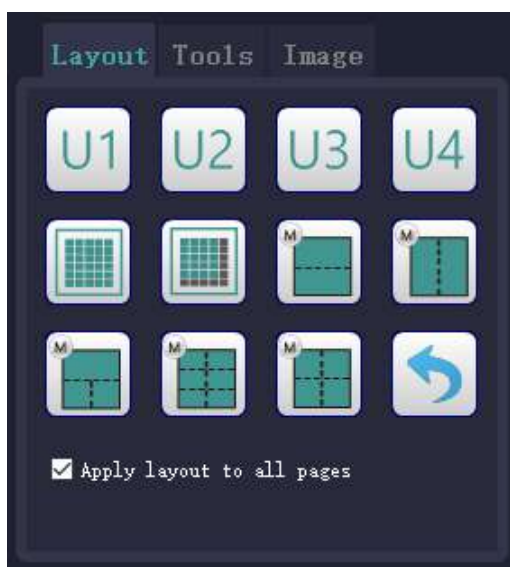 Layout Tools Image
U1 U2 U3 U4
M M
M M M
Apply layout to all pages